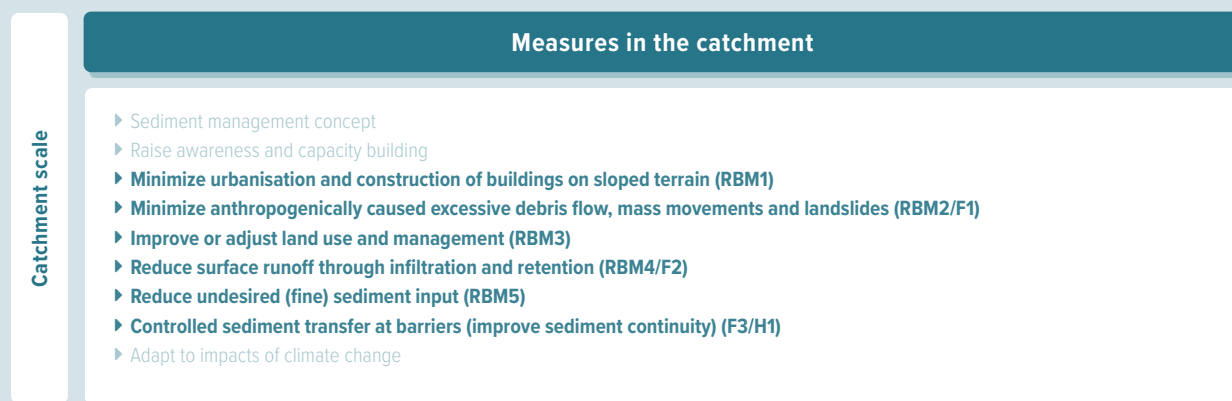 Measures in the catchment
Catchment scale
Sediment management concept
Raise awareness and capacity building
Minimize urbanisation and construction of buildings on sloped terrain (RBM1)
Minimize anthropogenically caused excessive debris flow, mass movements and landslides (RBM2/F1)
Improve or adjust land use and management (RBM3)
Reduce surface runoff through infiltration and retention (RBM4/F2)
Reduce undesired (fine) sediment input (RBM5)
Controlled sediment transfer at barriers (improve sediment continuity) (F3/H1)
Adapt to impacts of climate change